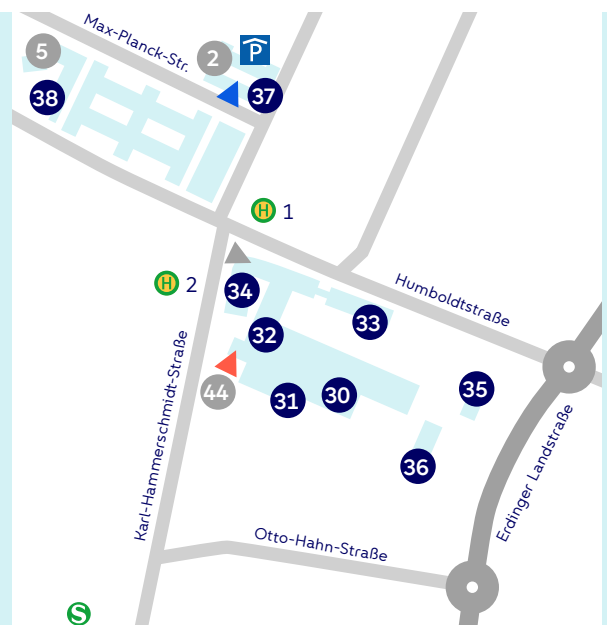 Max-Planck-Str.
5
2
P
38
37
H 1
H 2
34
Humboldtstraße
32
33
Karl-Hammerschmidt-Straße
44
31
30
35
Erdinger Landstraße
36
Otto-Hahn-Straße
S